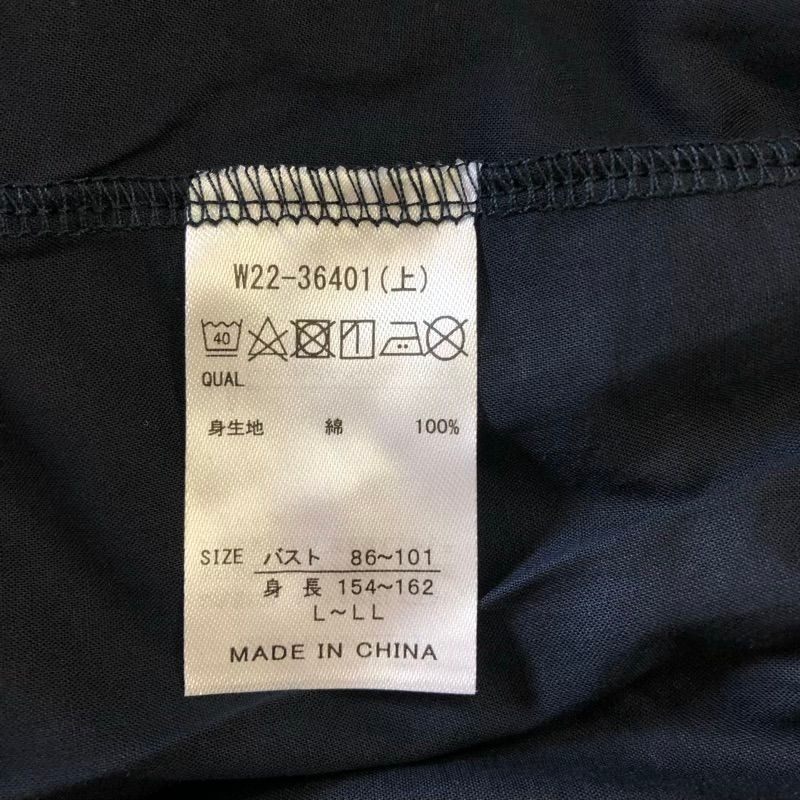 W22-36401(上)
40
QUAL
身生地 綿 100%
SIZE バスト 86～101
身 長 154～162
L～LL
MADE IN CHINA